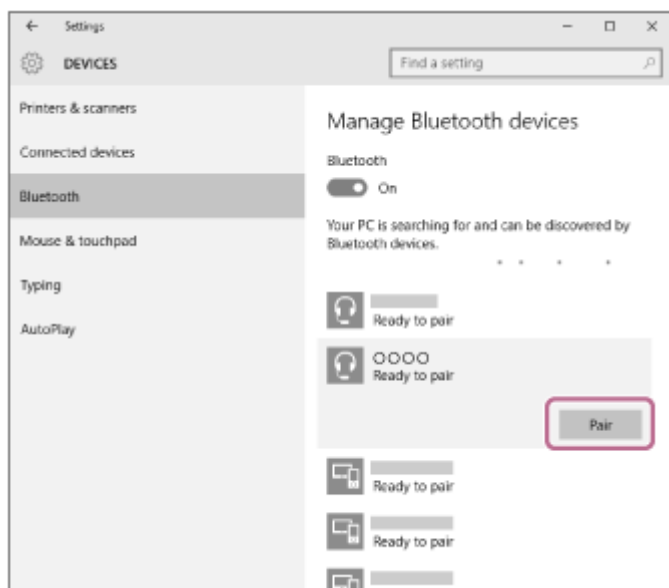 Settings
DEVICES
Find a setting
Printers & scanners
Connected devices
Bluetooth
Mouse & touchpad
Typing
AutoPlay
Manage Bluetooth devices
Bluetooth
On
Your PC is searching for and can be discovered by
Bluetooth devices.
Ready to pair
○○○○
Ready to pair
Pair
Ready to pair
Ready to pair